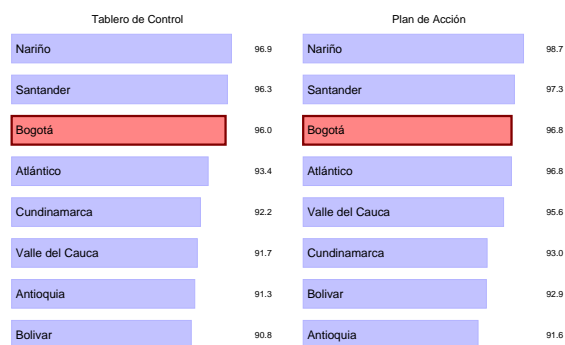 Tablero de Control
Nariño 96.9
Santander 96.3
Bogotá 96.0
Atlántico 93.4
Cundinamarca 92.2
Valle del Cauca 91.7
Antioquia 91.3
Bolivar 90.8
Plan de Acción
Nariño 98.7
Santander 97.3
Bogotá 96.8
Atlántico 96.8
Valle del Cauca 95.6
Cundinamarca 93.0
Bolivar 92.9
Antioquia 91.6